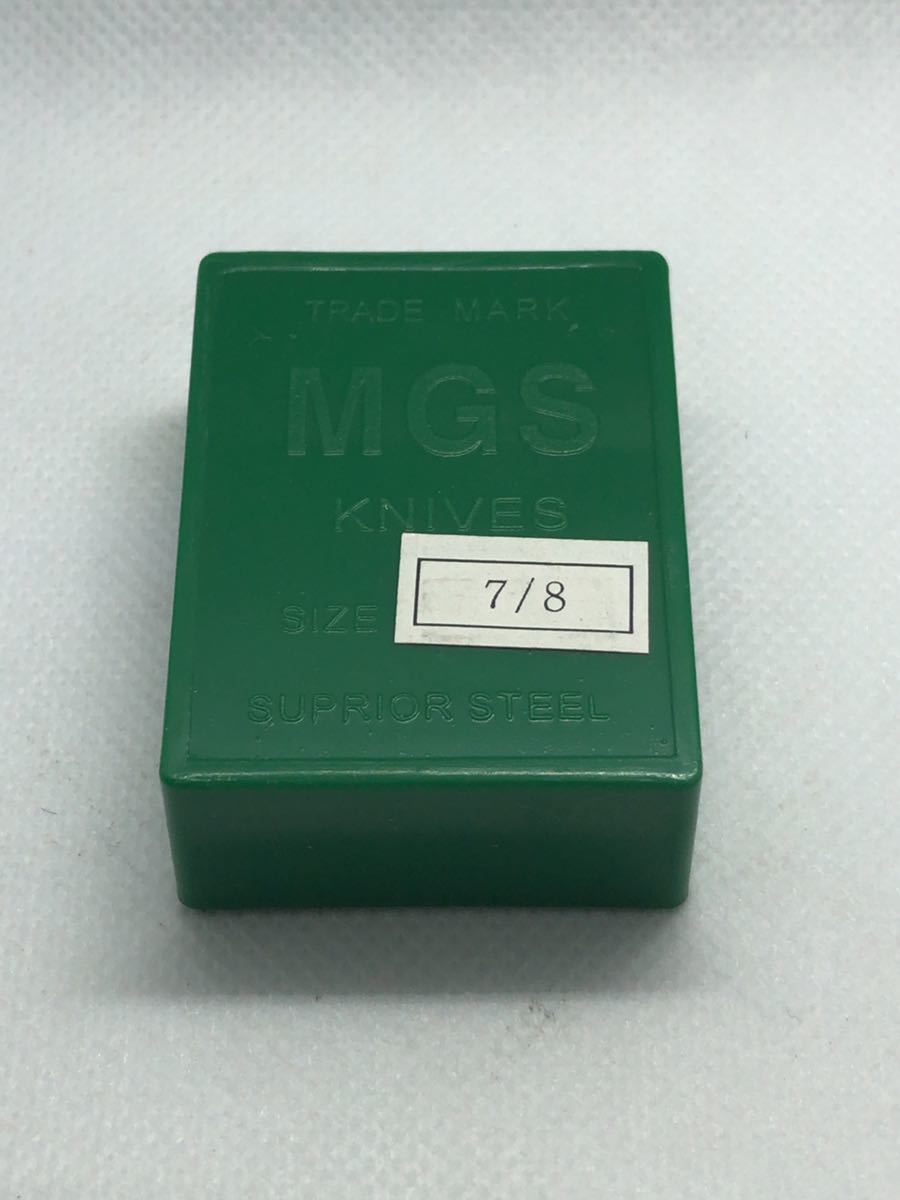 TRADE MARK
MGS
KNIVES
SIZE 7/8
SUPRIOR STEEL